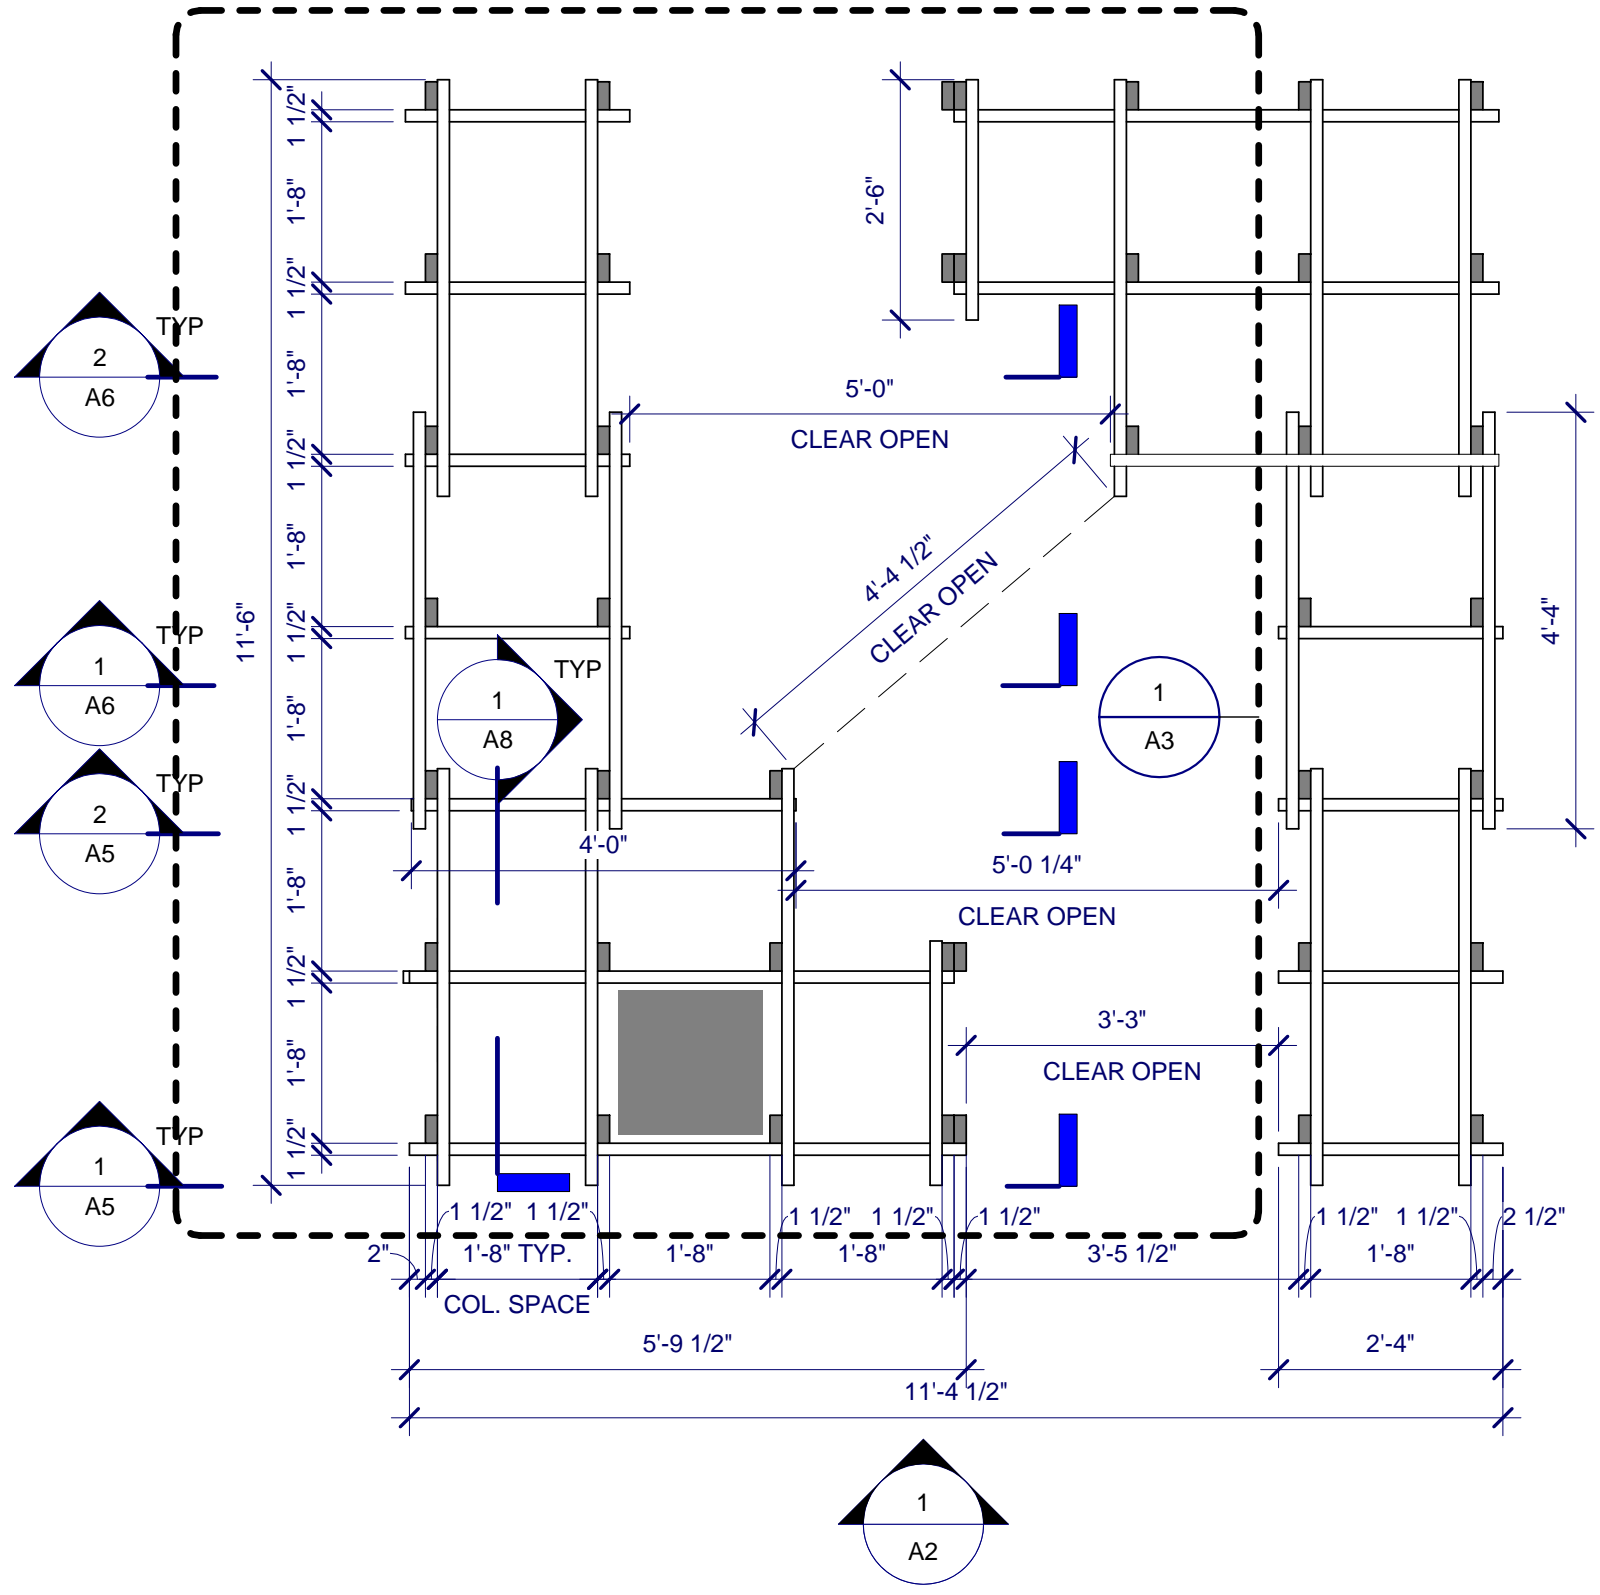 1 1/2"
1'-8"
2'-6"
1 1/2"
2
A6
TYP
1'-8"
5'-0"
CLEAR OPEN
1 1/2"
1'-8"
4'-4 1/2"
CLEAR OPEN
11'-6"
4'-4"
1 1/2"
1
A6
TYP
1
A8
TYP
1
A3
1'-8"
2
A5
TYP
1 1/2"
4'-0"
5'-0 1/4"
CLEAR OPEN
1'-8"
1 1/2"
3'-3"
CLEAR OPEN
1'-8"
1 1/2"
1
A5
TYP
1 1/2" 1 1/2" 1 1/2" 1 1/2" 1 1/2" 1 1/2" 1 1/2" 2 1/2"
2" 1'-8" TYP. 1'-8" 1'-8" 3'-5 1/2" 1'-8"
COL. SPACE
5'-9 1/2" 2'-4"
11'-4 1/2"
1
A2